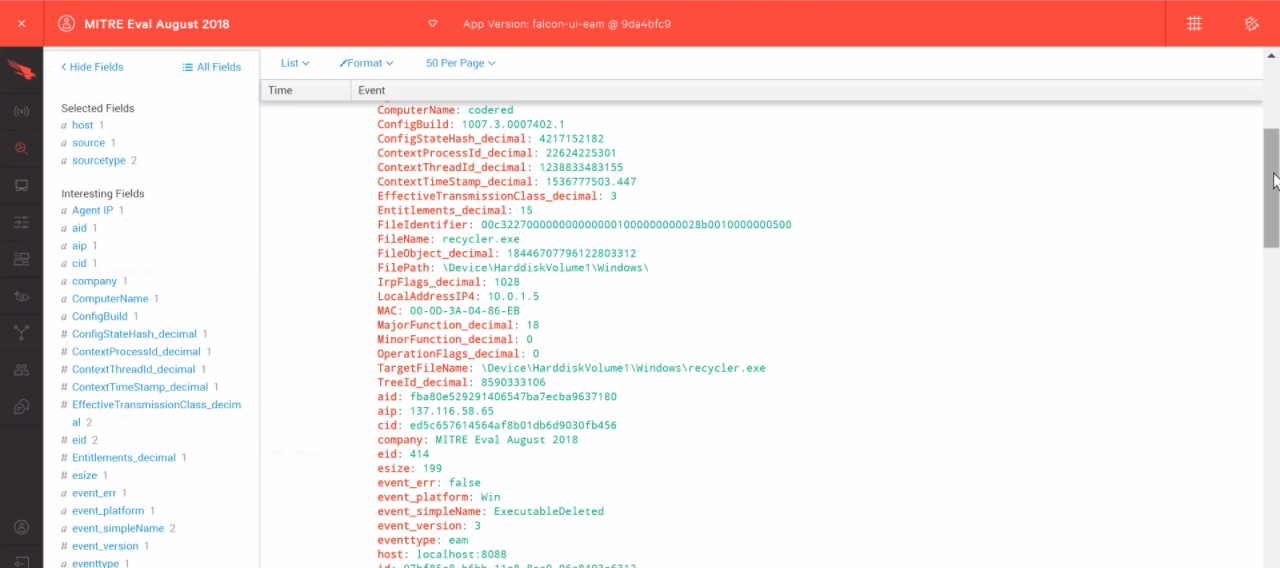 MITRE Eval August 2018
App Version: falcon-ui-eam @ 9da4bfc9
Hide Fields
All Fields
List
Format
50 Per Page
Selected Fields
a host 1
a source 1
a sourcetype 2
Interesting Fields
a Agent IP 1
a aid 1
a aip 1
a cid 1
a company 1
a ComputerName 1
a ConfigBuild 1
# ConfigStateHash_decimal 1
# ContextProcessId_decimal 1
# ContextThreadId_decimal 1
# ContextTimeStamp_decimal 1
# EffectiveTransmissionClass_decim
al 2
# eid 2
# Entitlements_decimal 1
# esize 1
a event_err 1
a event_platform 1
a event_simpleName 2
# event_version 1
a eventtype 1
Time
Event
ComputerName: codered
ConfigBuild: 1007.3.0007402.1
ConfigStateHash_decimal: 4217152182
ContextProcessId_decimal: 22624225301
ContextThreadId_decimal: 1238833483155
ContextTimeStamp_decimal: 1536777503.447
EffectiveTransmissionClass_decimal: 3
Entitlements_decimal: 15
FileIdentifier: 00c3227000000000000001000000000028b0010000000500
FileName: recycler.exe
FileObject_decimal: 18446707796122803312
FilePath: \Device\HarddiskVolume1\Windows\
IrpFlags_decimal: 1028
LocalAddressIP4: 10.0.1.5
MAC: 00-0D-3A-04-86-EB
MajorFunction_decimal: 18
MinorFunction_decimal: 0
OperationFlags_decimal: 0
TargetFileName: \Device\HarddiskVolume1\Windows\recycler.exe
TreeId_decimal: 8590333106
aid: fba80e529291406547ba7ecba9637180
aip: 137.116.58.65
cid: ed5c657614564af8b01db6d9030fb456
company: MITRE Eval August 2018
eid: 414
esize: 199
event_err: false
event_platform: Win
event_simpleName: ExecutableDeleted
event_version: 3
eventtype: eam
host: localhost:8088